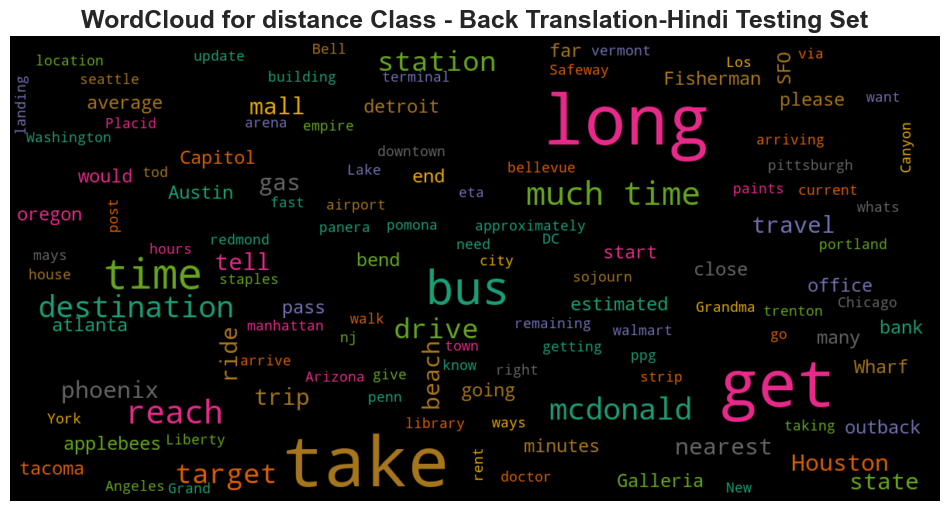 WordCloud for distance Class - Back Translation-Hindi Testing Set
location
update
Bell
station
far
vermont
Los
via
SFO
seattle
building
terminal
Safeway
Fisherman
landing
average
mall
detroit
long
please
want
Placid
arena
empire
Washington
Capitol
downtown
arriving
Canyon
would
tod
gas
Lake
end
bellevue
pittsburgh
Austin
fast
eta
much time
paints
current
oregon
post
airport
whats
panera
pomona
approximately
travel
redmond
need
DC
portland
mays
hours
tell
bend
city
start
close
house
time
staples
bus
sojourn
office
destination
pass
estimated
Grandma
trenton
Chicago
atlanta
manhattan
walk
drive
remaining
walmart
go
many
bank
nj
town
getting
ride
arrive
beach
know
right
ppg
Wharf
phoenix
Arizona
give
strip
get
trip
penn
going
York
reach
library
ways
mcdonald
taking
outback
applebees
Liberty
take
minutes
nearest
tacoma
target
rent
doctor
Houston
Angeles
Grand
Galleria
New
state